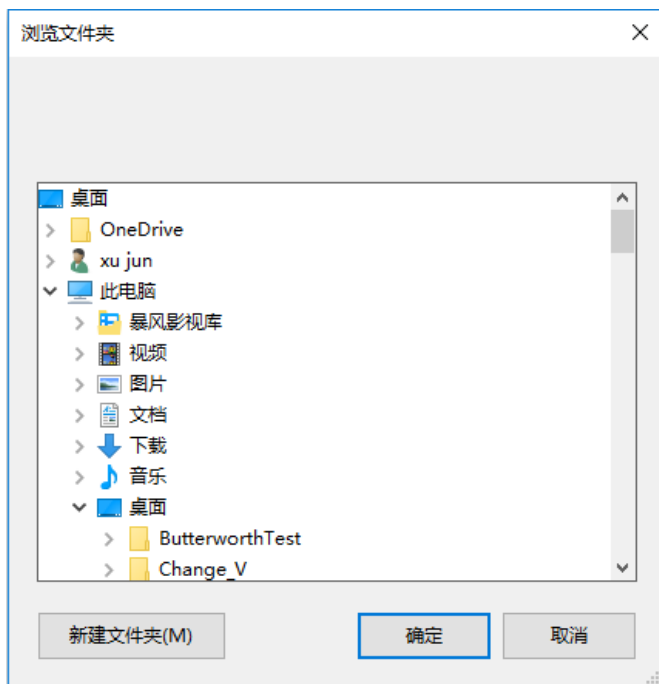 浏览文件夹
桌面
OneDrive
xu jun
此电脑
暴风影视库
视频
图片
文档
下载
音乐
桌面
ButterworthTest
Change_V
新建文件夹(M) 确定 取消